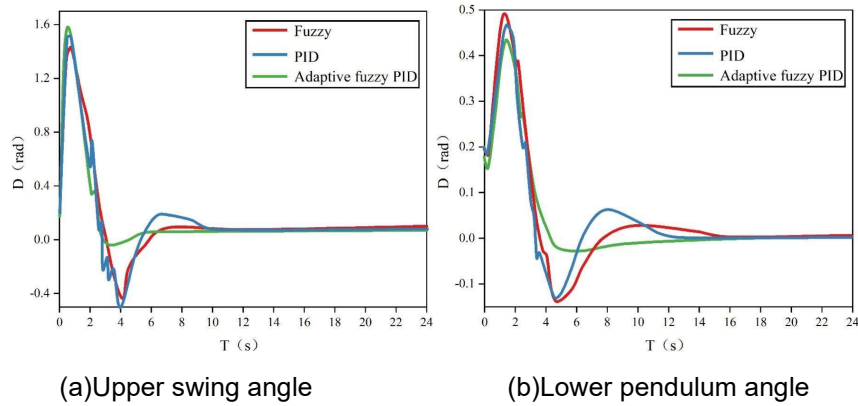 1.6
1.2
0.8
0.4
0.0
-0.4
D（rad）
0 2 4 6 8 10 12 14 16 18 20 22 24
T（s）
Fuzzy
PID
Adaptive fuzzy PID
(a)Upper swing angle
0.5
0.4
0.3
0.2
0.1
0.0
-0.1
D（rad）
0 2 4 6 8 10 12 14 16 18 20 22 24
T（s）
Fuzzy
PID
Adaptive fuzzy PID
(b)Lower pendulum angle